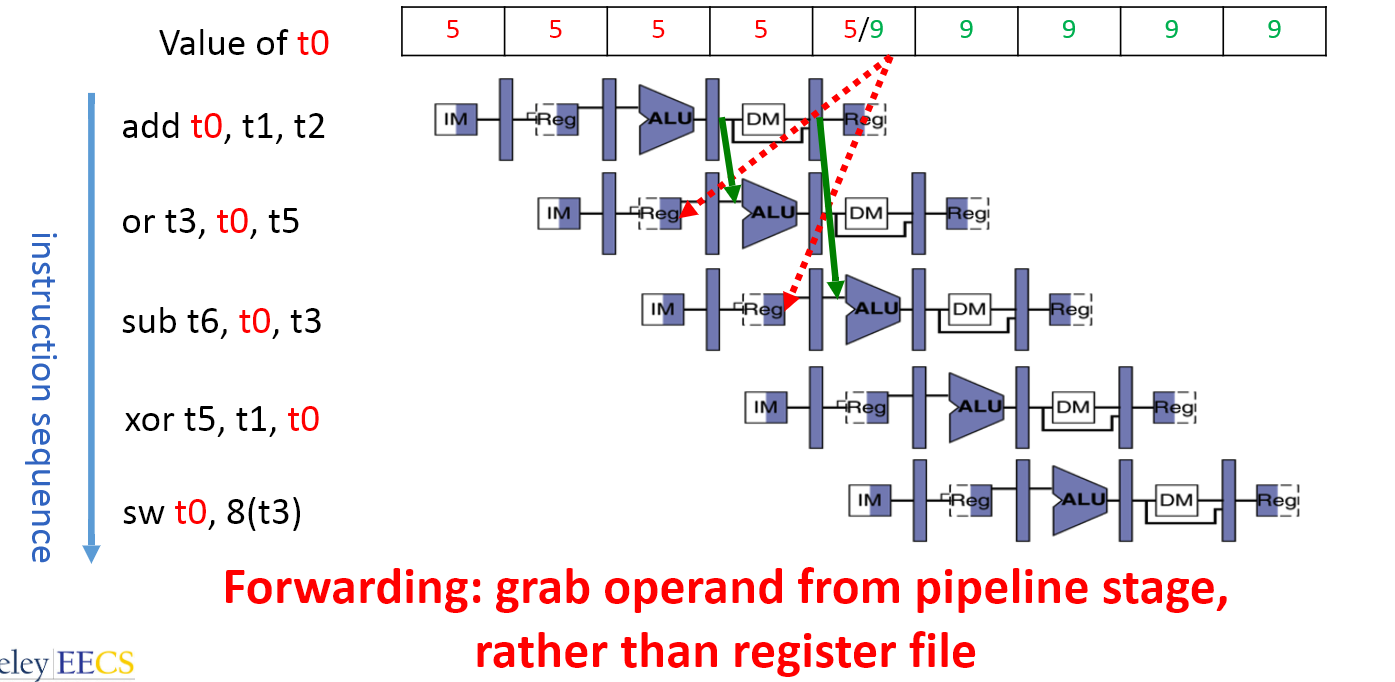 Value of t0
5 5 5 5 5/9 9 9 9 9
add t0, t1, t2
IM Reg ALU DM Reg
or t3, t0, t5
IM Reg ALU DM Reg
sub t6, t0, t3
IM Reg ALU DM Reg
xor t5, t1, t0
IM Reg ALU DM Reg
sw t0, 8(t3)
IM Reg ALU DM Reg
instruction sequence
Forwarding: grab operand from pipeline stage,
rather than register file
eley EECS